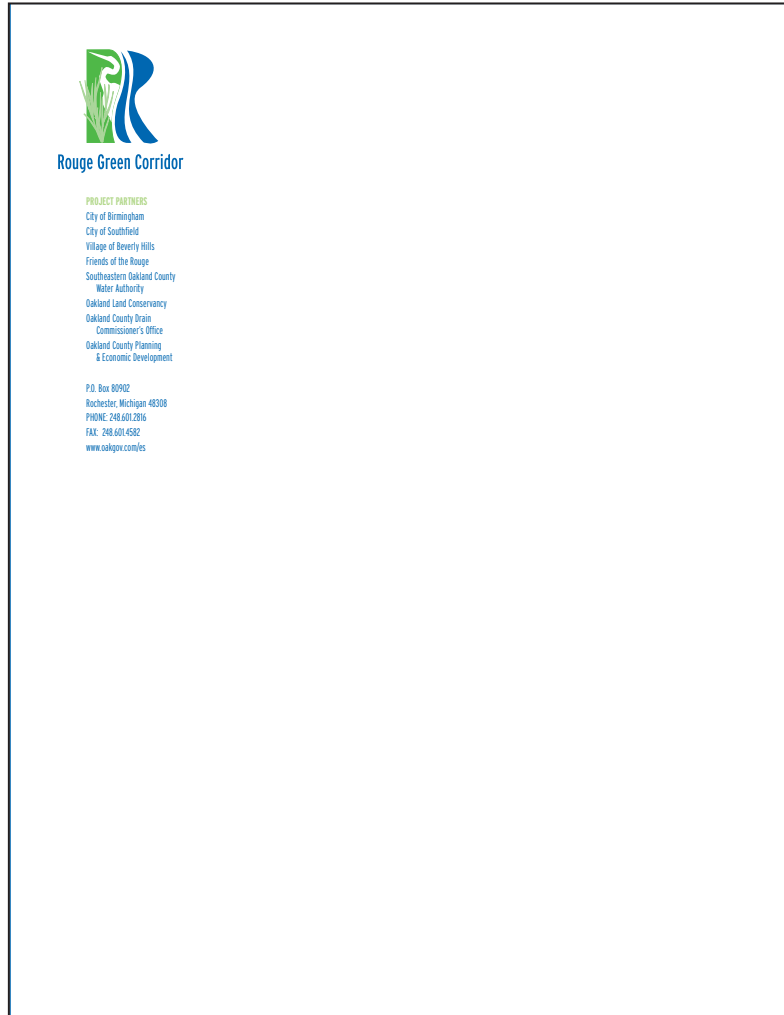 Rouge Green Corridor
PROJECT PARTNERS
City of Birmingham
City of Southfield
Village of Beverly Hills
Friends of the Rouge
Southeastern Oakland County
Water Authority
Oakland Land Conservancy
Oakland County Drain
Commissioner's Office
Oakland County Planning
& Economic Development
P.O. Box 80902
Rochester, Michigan 48308
PHONE: 248.601.2816
FAX: 248.601.4582
www.oakgov.com/es